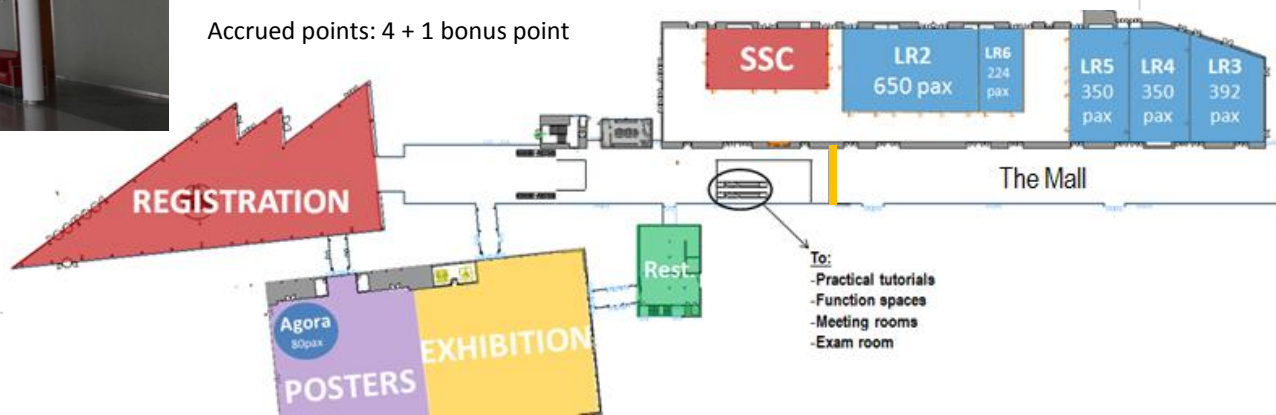 Accrued points: 4 + 1 bonus point
SSC
LR2
650 pax
LR6
224
pax
LR5
350
pax
LR4
350
pax
LR3
392
pax
REGISTRATION
The Mall
Rest.
To:
-Practical tutorials
-Function spaces
-Meeting rooms
-Exam room
Agora
80pax
POSTERS
EXHIBITION